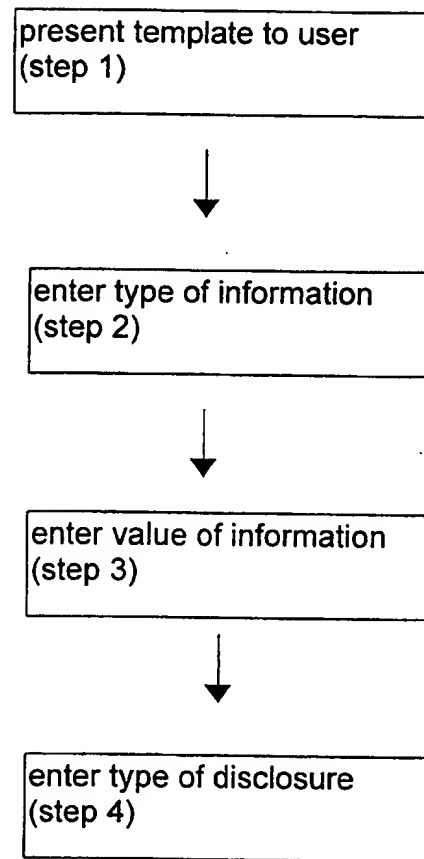 present template to user
(step 1)
enter type of information
(step 2)
enter value of information
(step 3)
enter type of disclosure
(step 4)